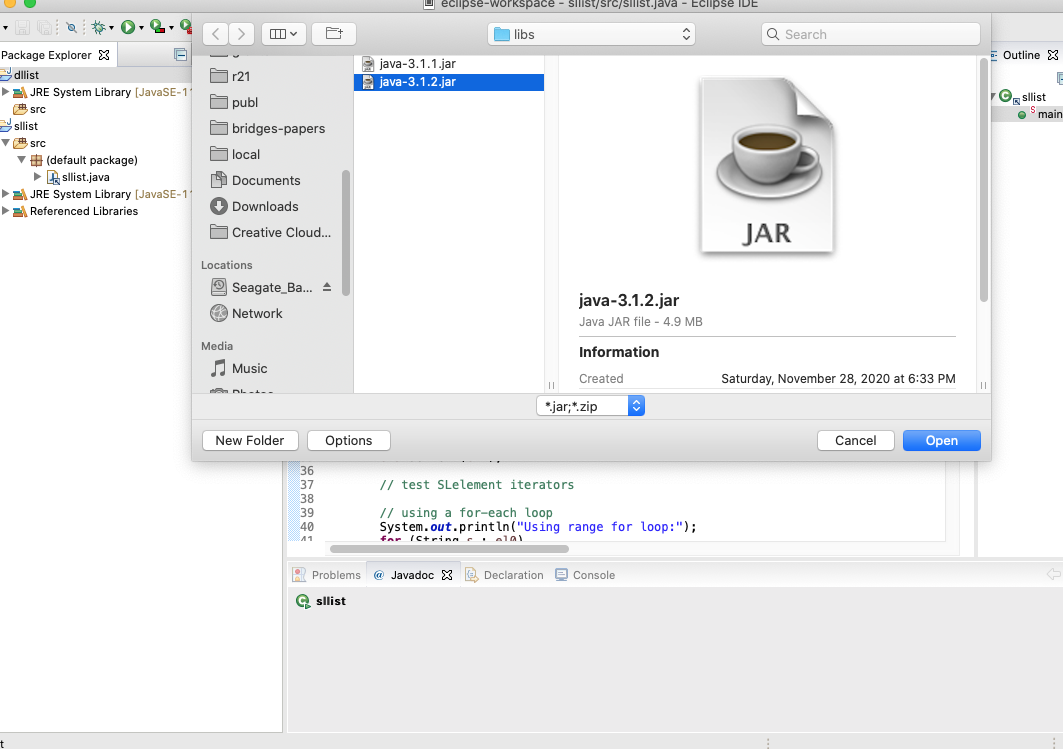 eclipse-workspace - sllist/src/sllist.java - Eclipse IDE
libs
Search
Package Explorer
dllist
JRE System Library [JavaSE-11
src
sllist
src
(default package)
sllist.java
JRE System Library [JavaSE-11
Referenced Libraries
r21
publ
bridges-papers
local
Documents
Downloads
Creative Cloud...
Locations
Seagate_Ba...
Network
Media
Music
Photos
java-3.1.1.jar
java-3.1.2.jar
JAR
java-3.1.2.jar
Java JAR file - 4.9 MB
Information
Created Saturday, November 28, 2020 at 6:33 PM
*.jar;*.zip
New Folder
Options
Cancel
Open
Outline
sllist
main
36
37 // test SLelement iterators
38
39 // using a for-each loop
40 System.out.println("Using range for loop:");
41 for (String s : el0)
Problems
@ Javadoc
Declaration
Console
sllist